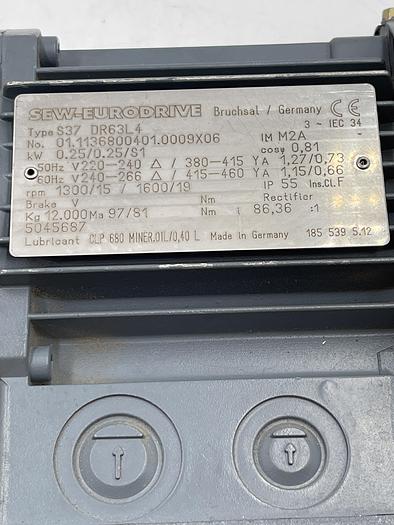 SEW-EURODRIVE Bruchsal / Germany CE
Type S37 DR63L4 3 ~ IEC 34
No. 01.1136800401.0009X06 IM M2A
kW 0.25/0.25/S1 cosφ 0,81
50Hz V 220-240 Δ / 380-415 Y A 1,27/0,73
60Hz V 240-266 Δ / 415-460 Y A 1,15/0,66
rpm 1300/15 / 1600/19 IP 55 Ins.Cl.F
Brake V Nm Rectifier
Kg 12.000 Ma 97/81 Nm i 86,36 :1
5045687
Lubricant CLP 680 MINER.OIL/0,40 L Made in Germany 185 539 5.12